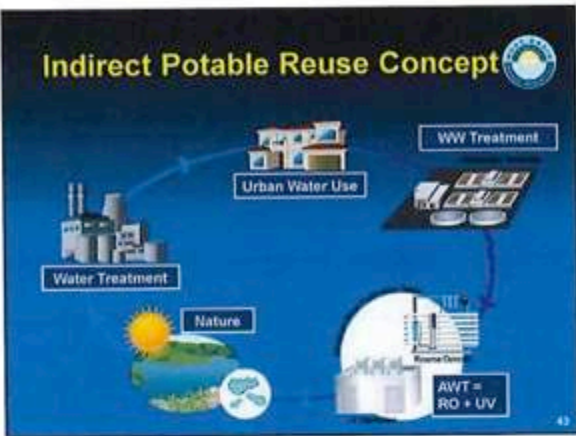 Indirect Potable Reuse Concept
WW Treatment
Urban Water Use
Water Treatment
Nature
AWT =
RO + UV
43